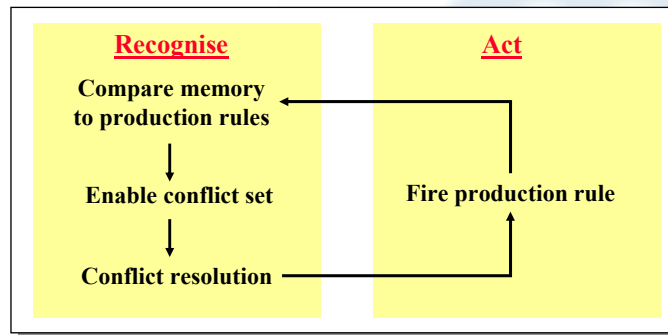 Recognise
Compare memory
to production rules
Enable conflict set
Conflict resolution
Act
Fire production rule